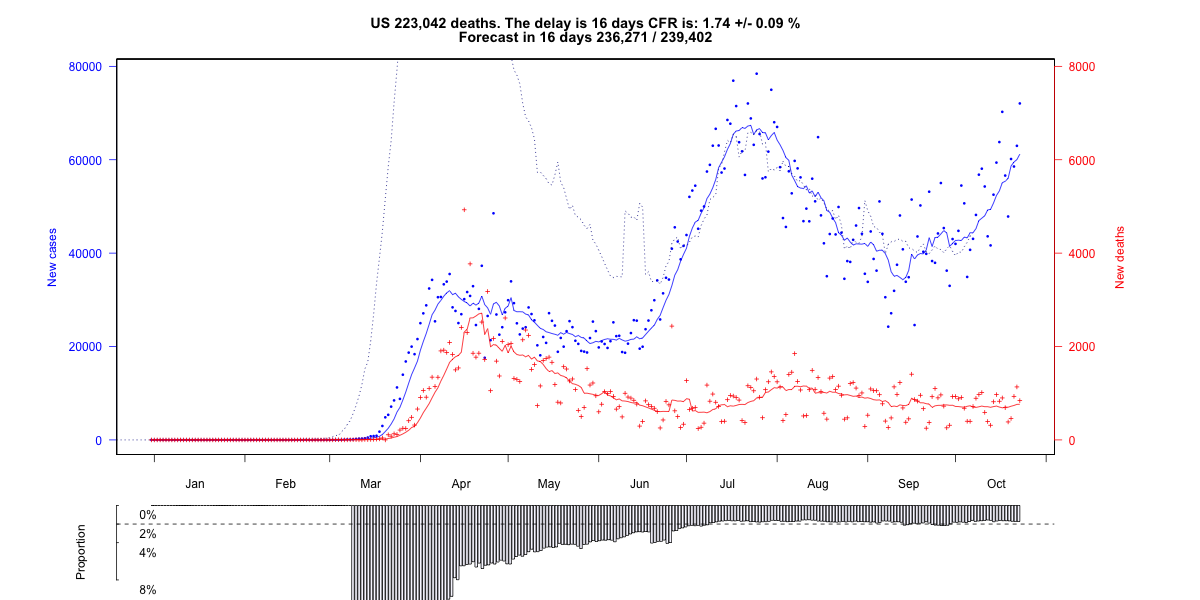 US 223,042 deaths. The delay is 16 days CFR is: 1.74 +/- 0.09 %
Forecast in 16 days 236,271 / 239,402
80000
60000
40000
20000
0
New cases
8000
6000
4000
2000
0
New deaths
Jan Feb Mar Apr May Jun Jul Aug Sep Oct
Proportion
0%
2%
4%
8%